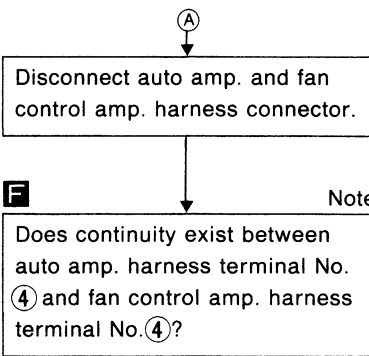 A
Disconnect auto amp. and fan
control amp. harness connector.
F
Note
Does continuity exist between
auto amp. harness terminal No.
④ and fan control amp. harness
terminal No. ④?